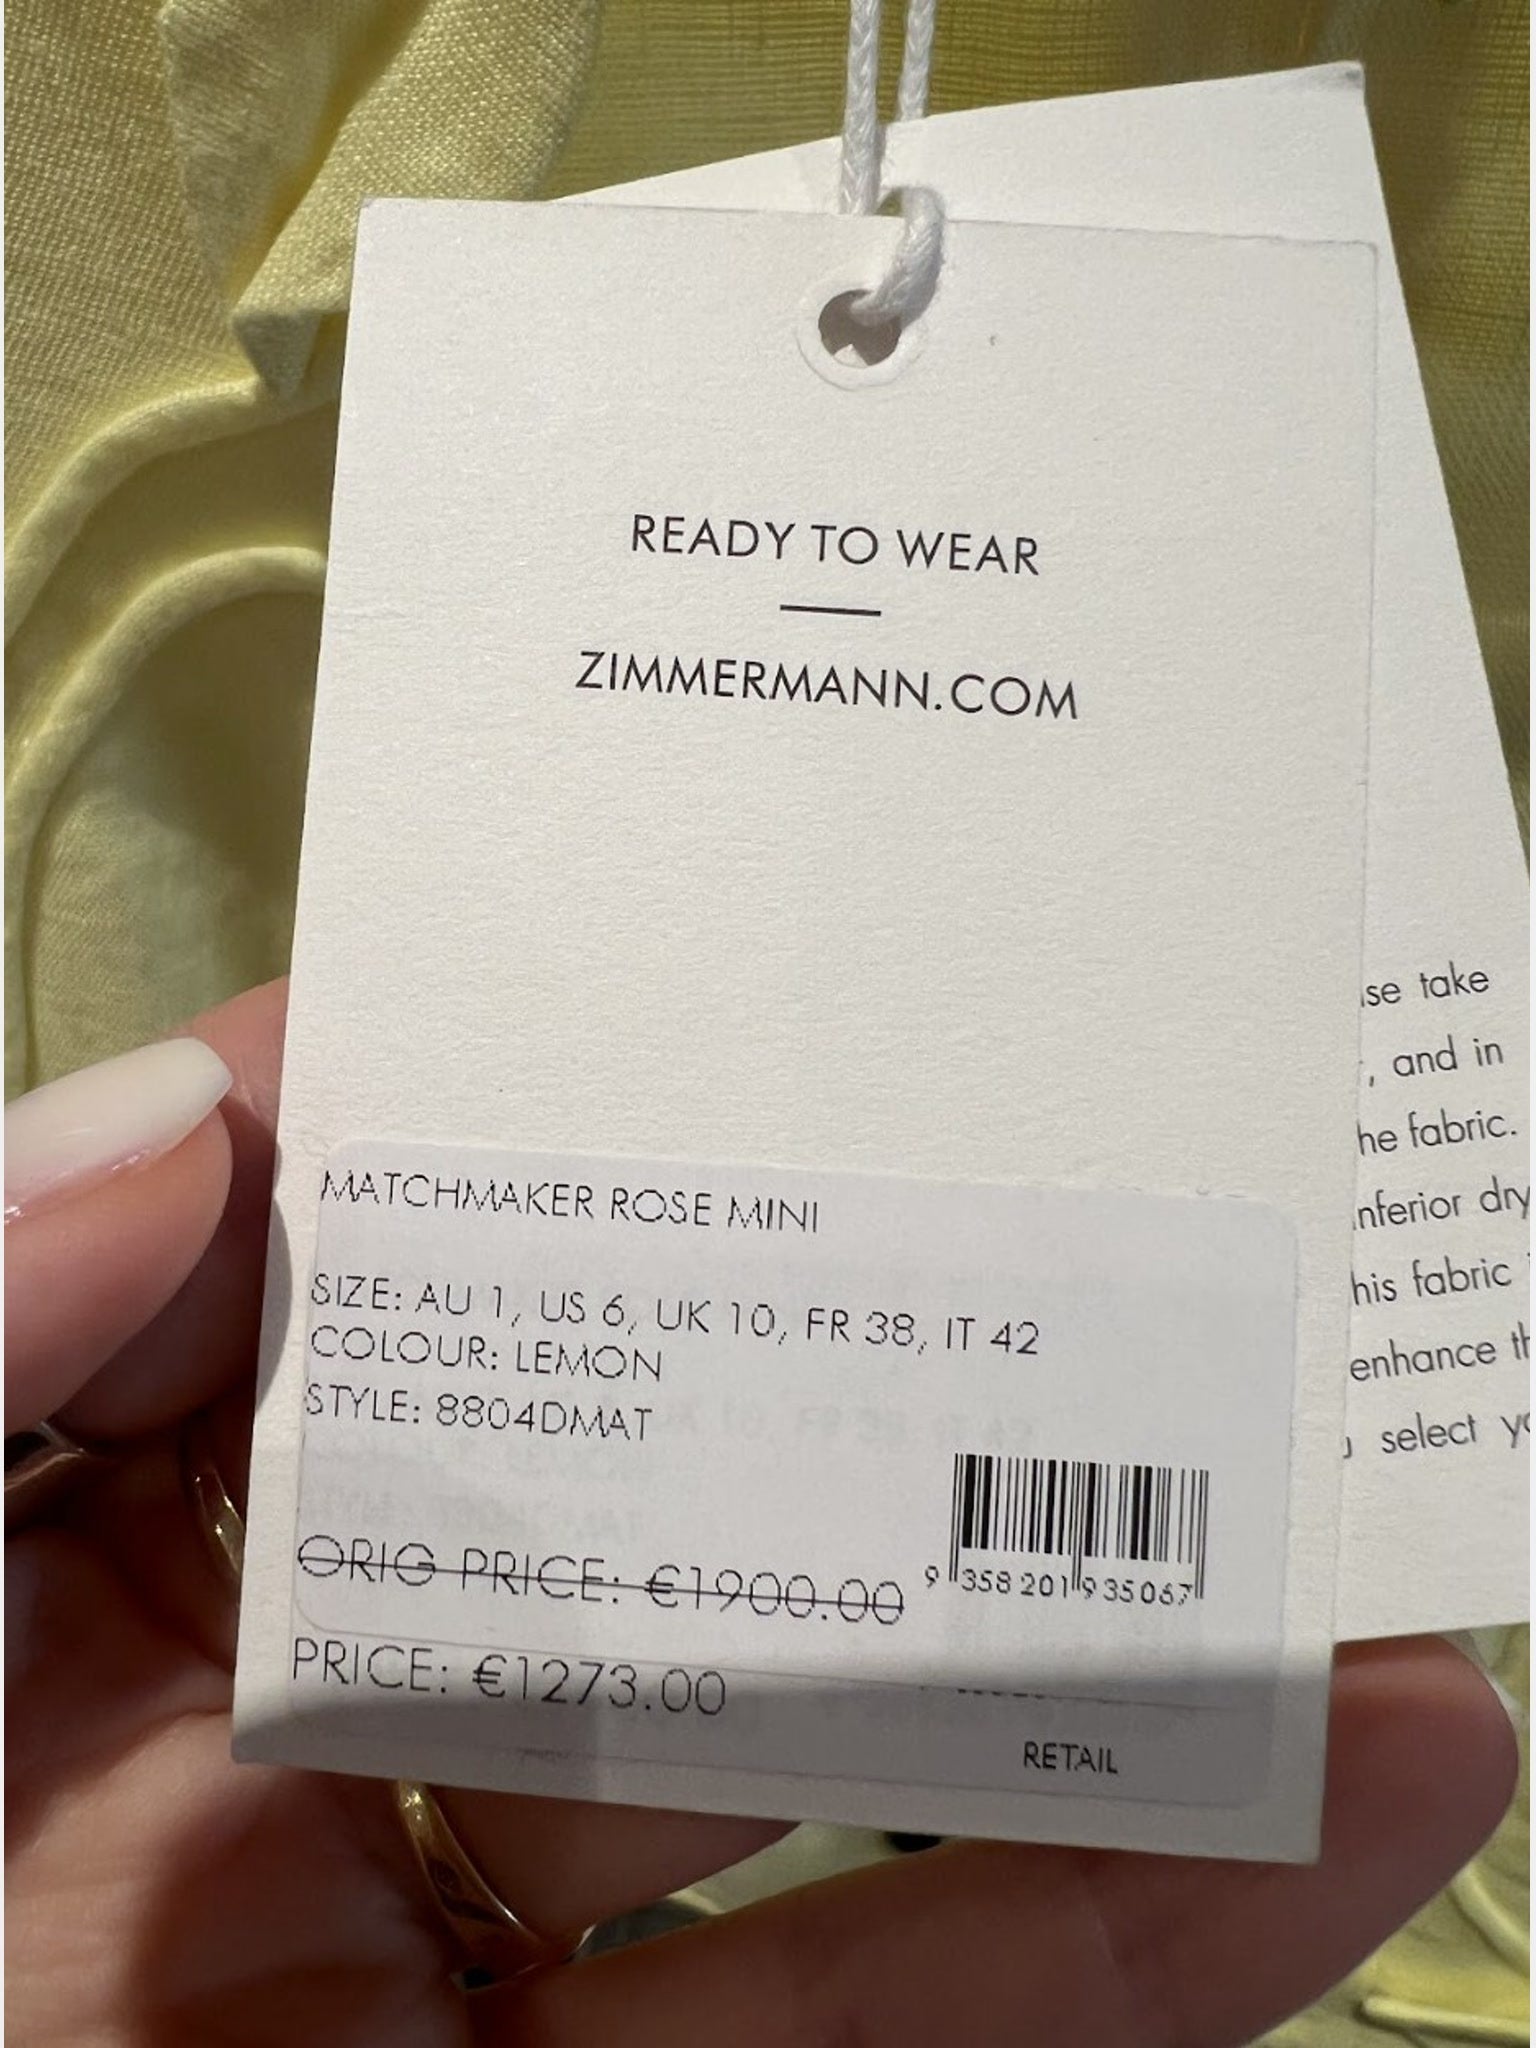 READY TO WEAR
ZIMMERMANN.COM
MATCHMAKER ROSE MINI
SIZE: AU 1, US 6, UK 10, FR 38, IT 42
COLOUR: LEMON
STYLE: 8804DMAT
ORIG PRICE: €1900.00
9 358201 935067
PRICE: €1273.00
RETAIL
take
, and in
he fabric.
nferior dry
his fabric
enhance th
select yo